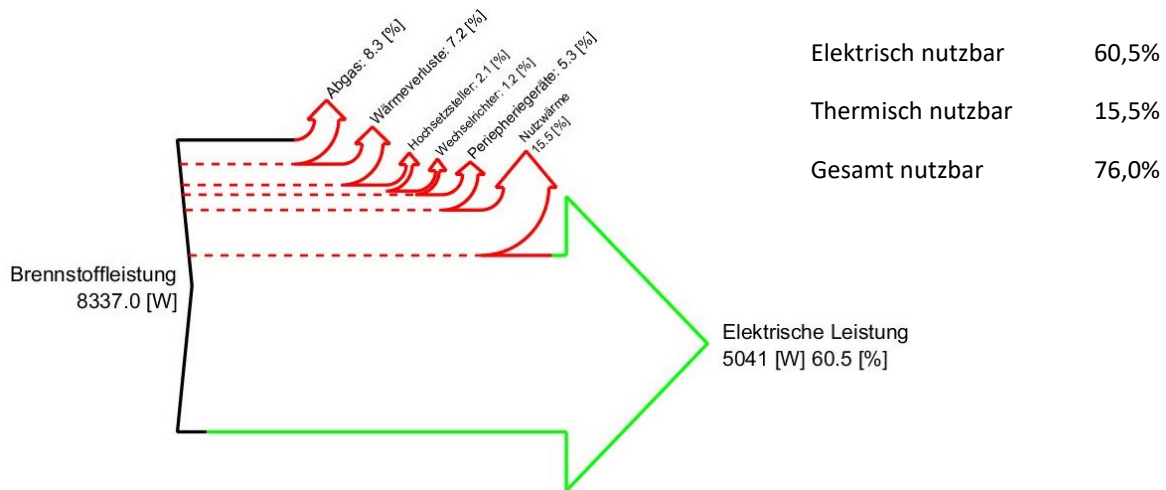 Abgas: 8.3 [%]
Wärmeverluste: 7.2 [%]
Hochsetzsteller: 2.1 [%]
Wechselrichter: 1.2 [%]
Periepheriegeräte: 5.3 [%]
Nutzwärme
15.5 [%]
Brennstoffleistung
8337.0 [W]
Elektrische Leistung
5041 [W] 60.5 [%]
Elektrisch nutzbar 60,5%
Thermisch nutzbar 15,5%
Gesamt nutzbar 76,0%